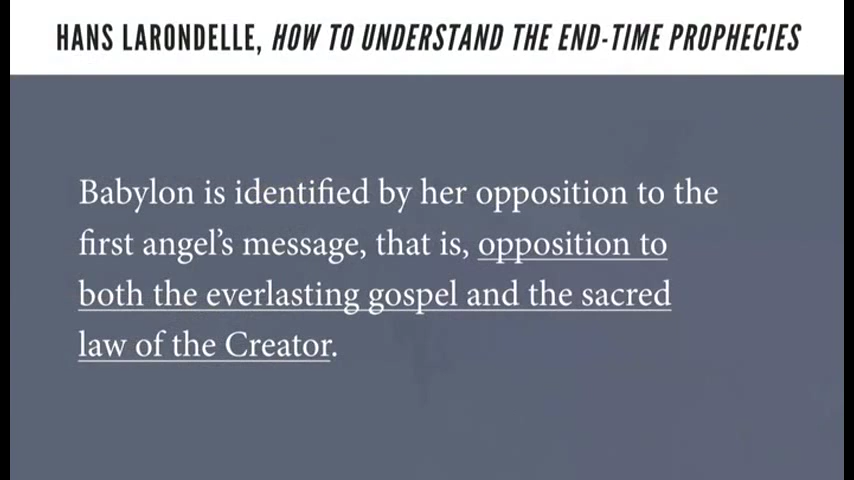 HANS LARONDELLE, HOW TO UNDERSTAND THE END-TIME PROPHECIES
Babylon is identified by her opposition to the
first angel’s message, that is, opposition to
both the everlasting gospel and the sacred
law of the Creator.